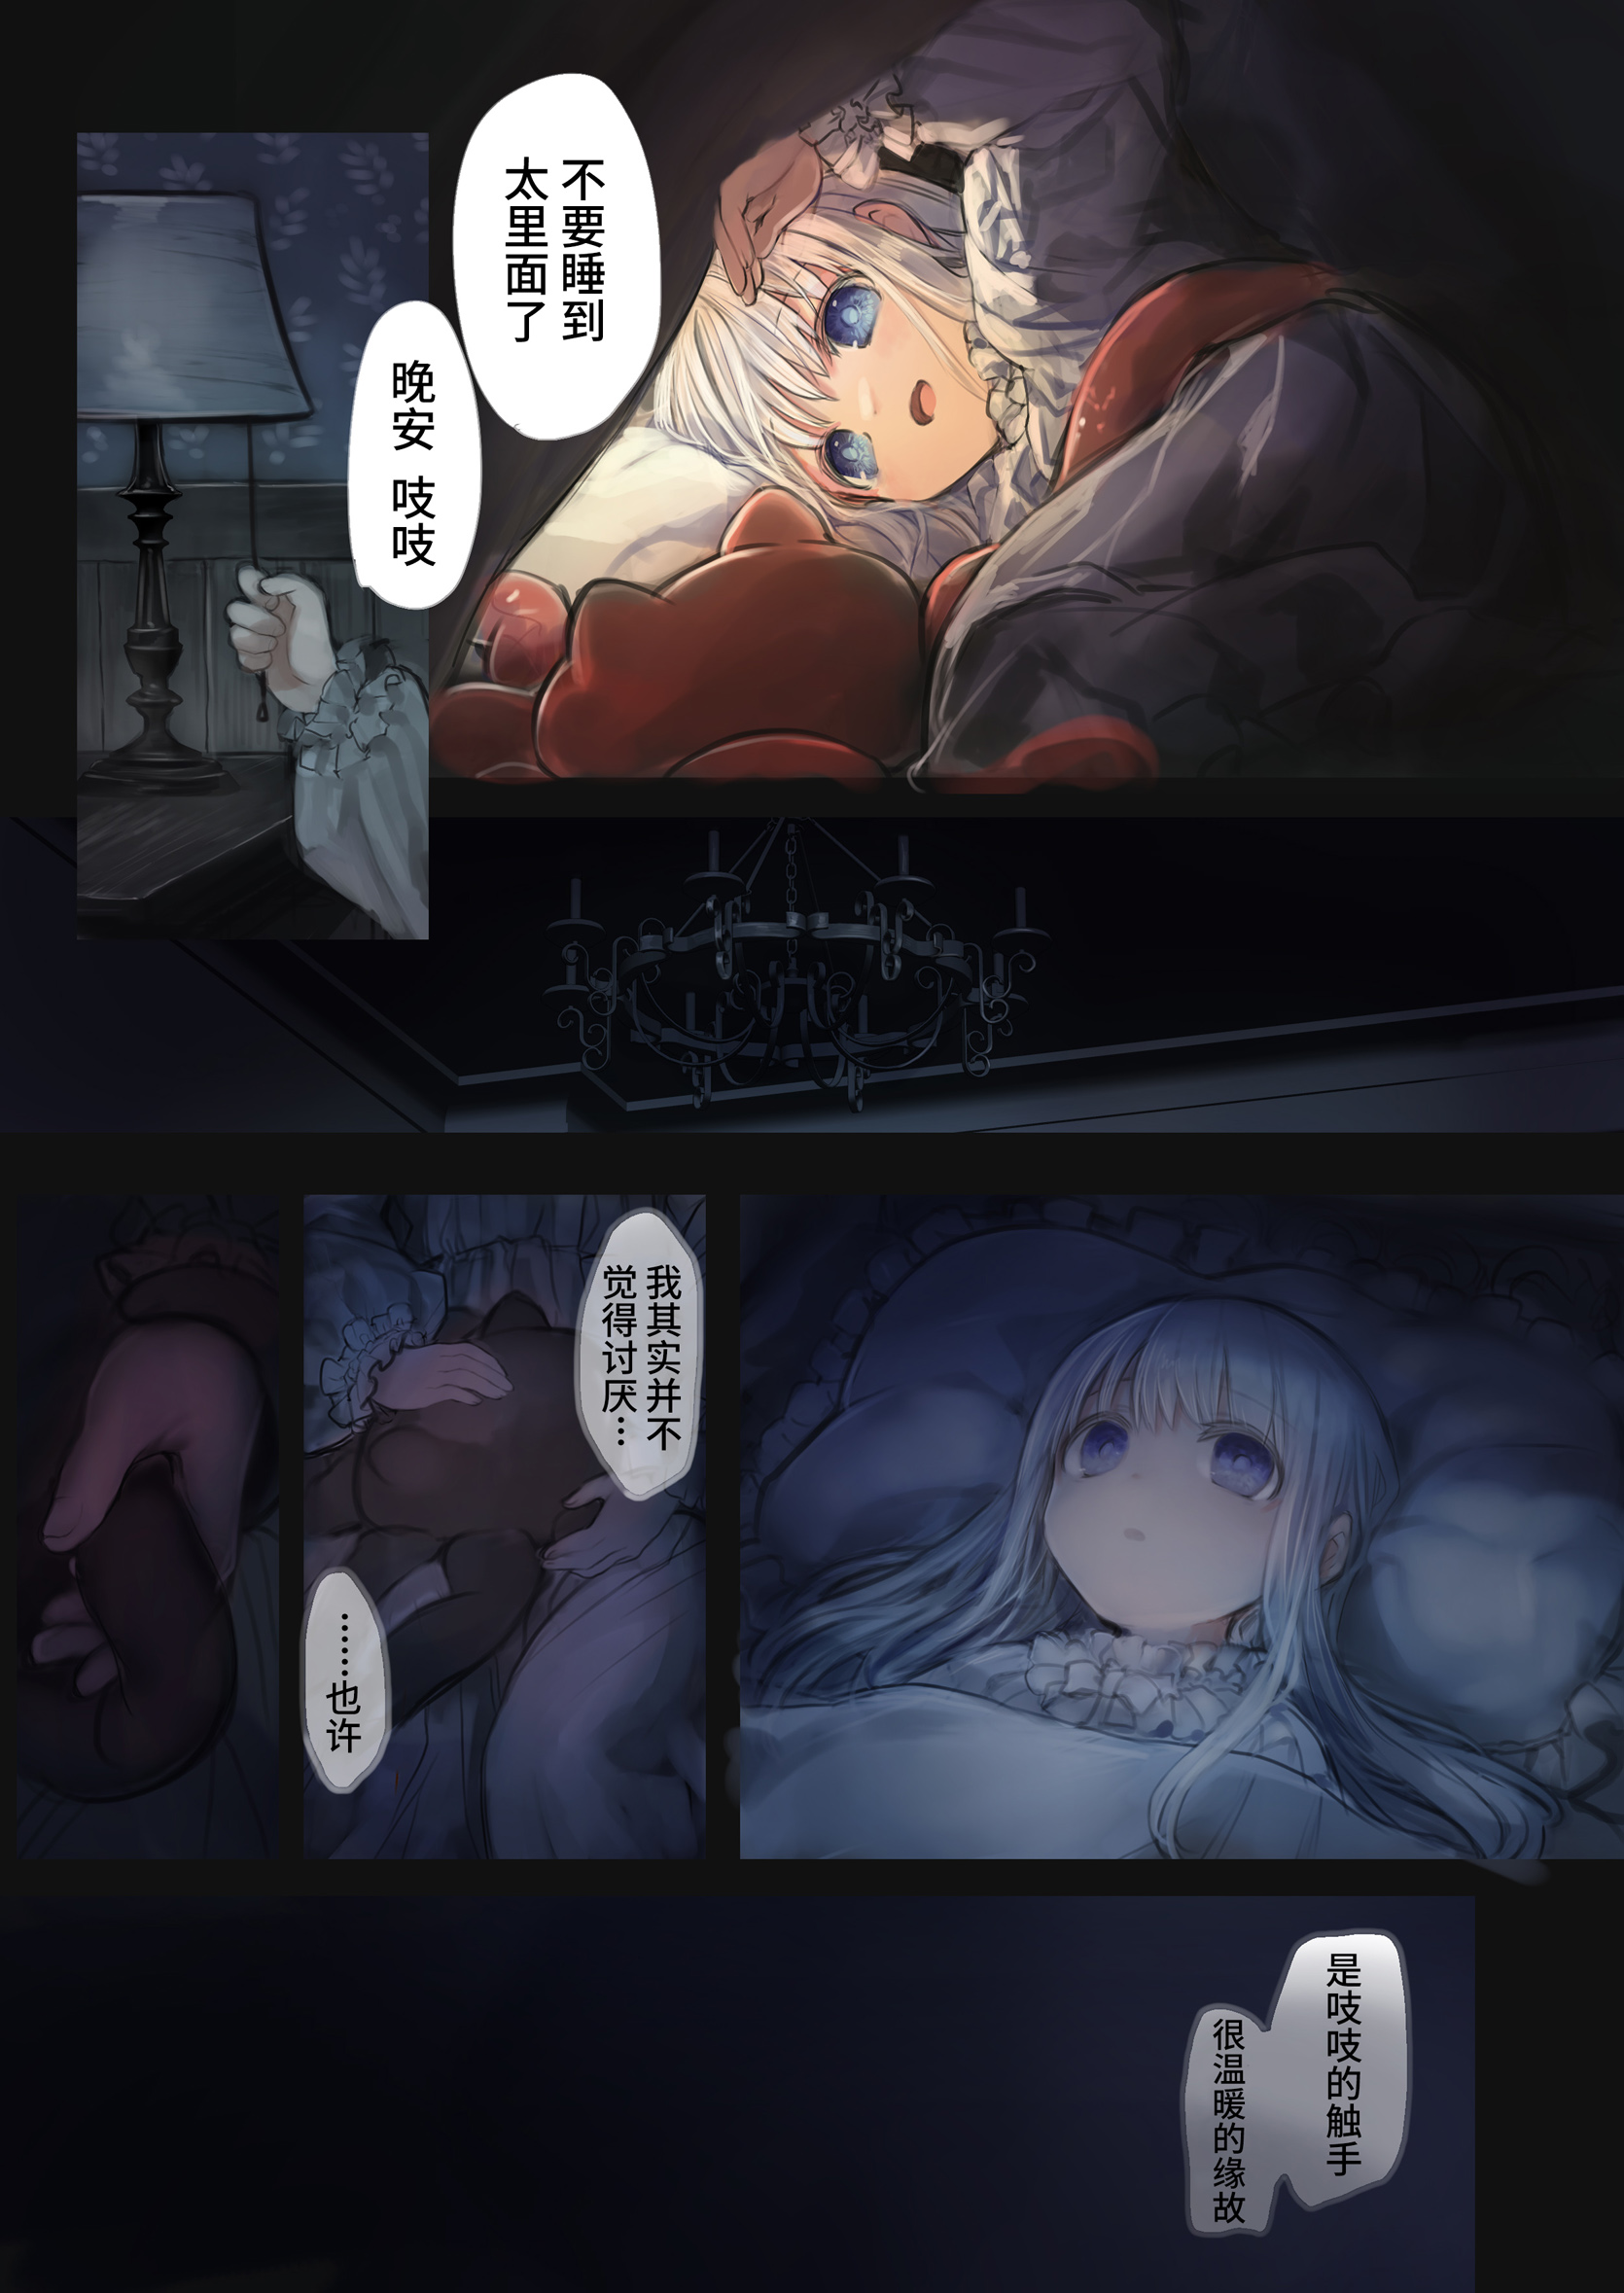 不要睡到
太里面了
晚安 吱吱
我其实并不
觉得讨厌…
……也许
是吱吱的触手
很温暖的缘故